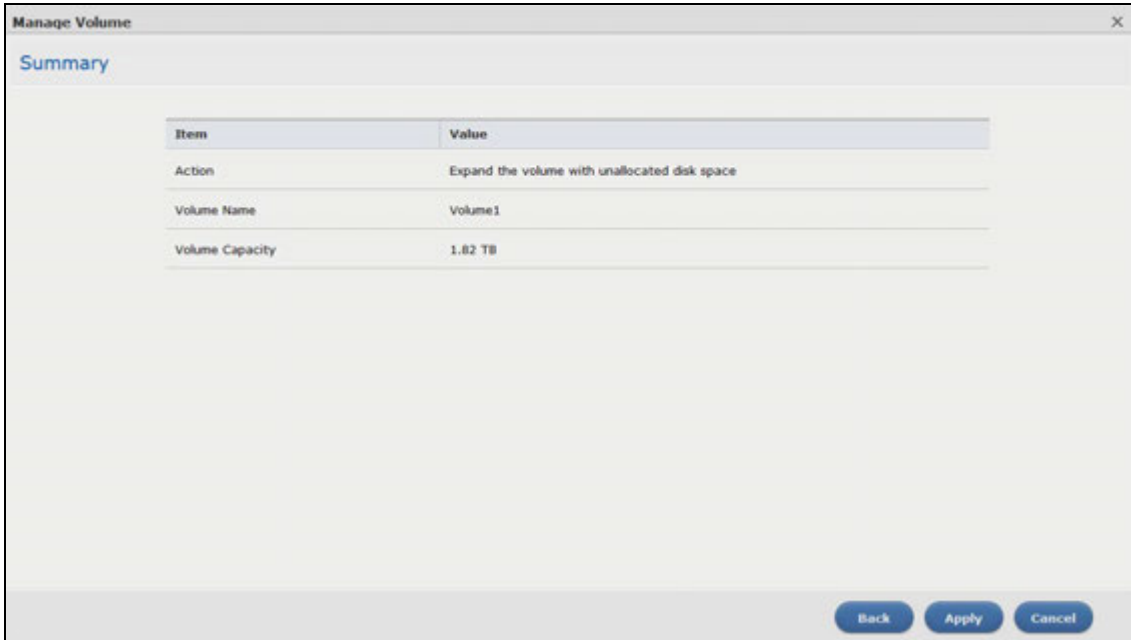 Manage Volume
Summary
Item Value
Action Expand the volume with unallocated disk space
Volume Name Volume1
Volume Capacity 1.82 TB
Back Apply Cancel